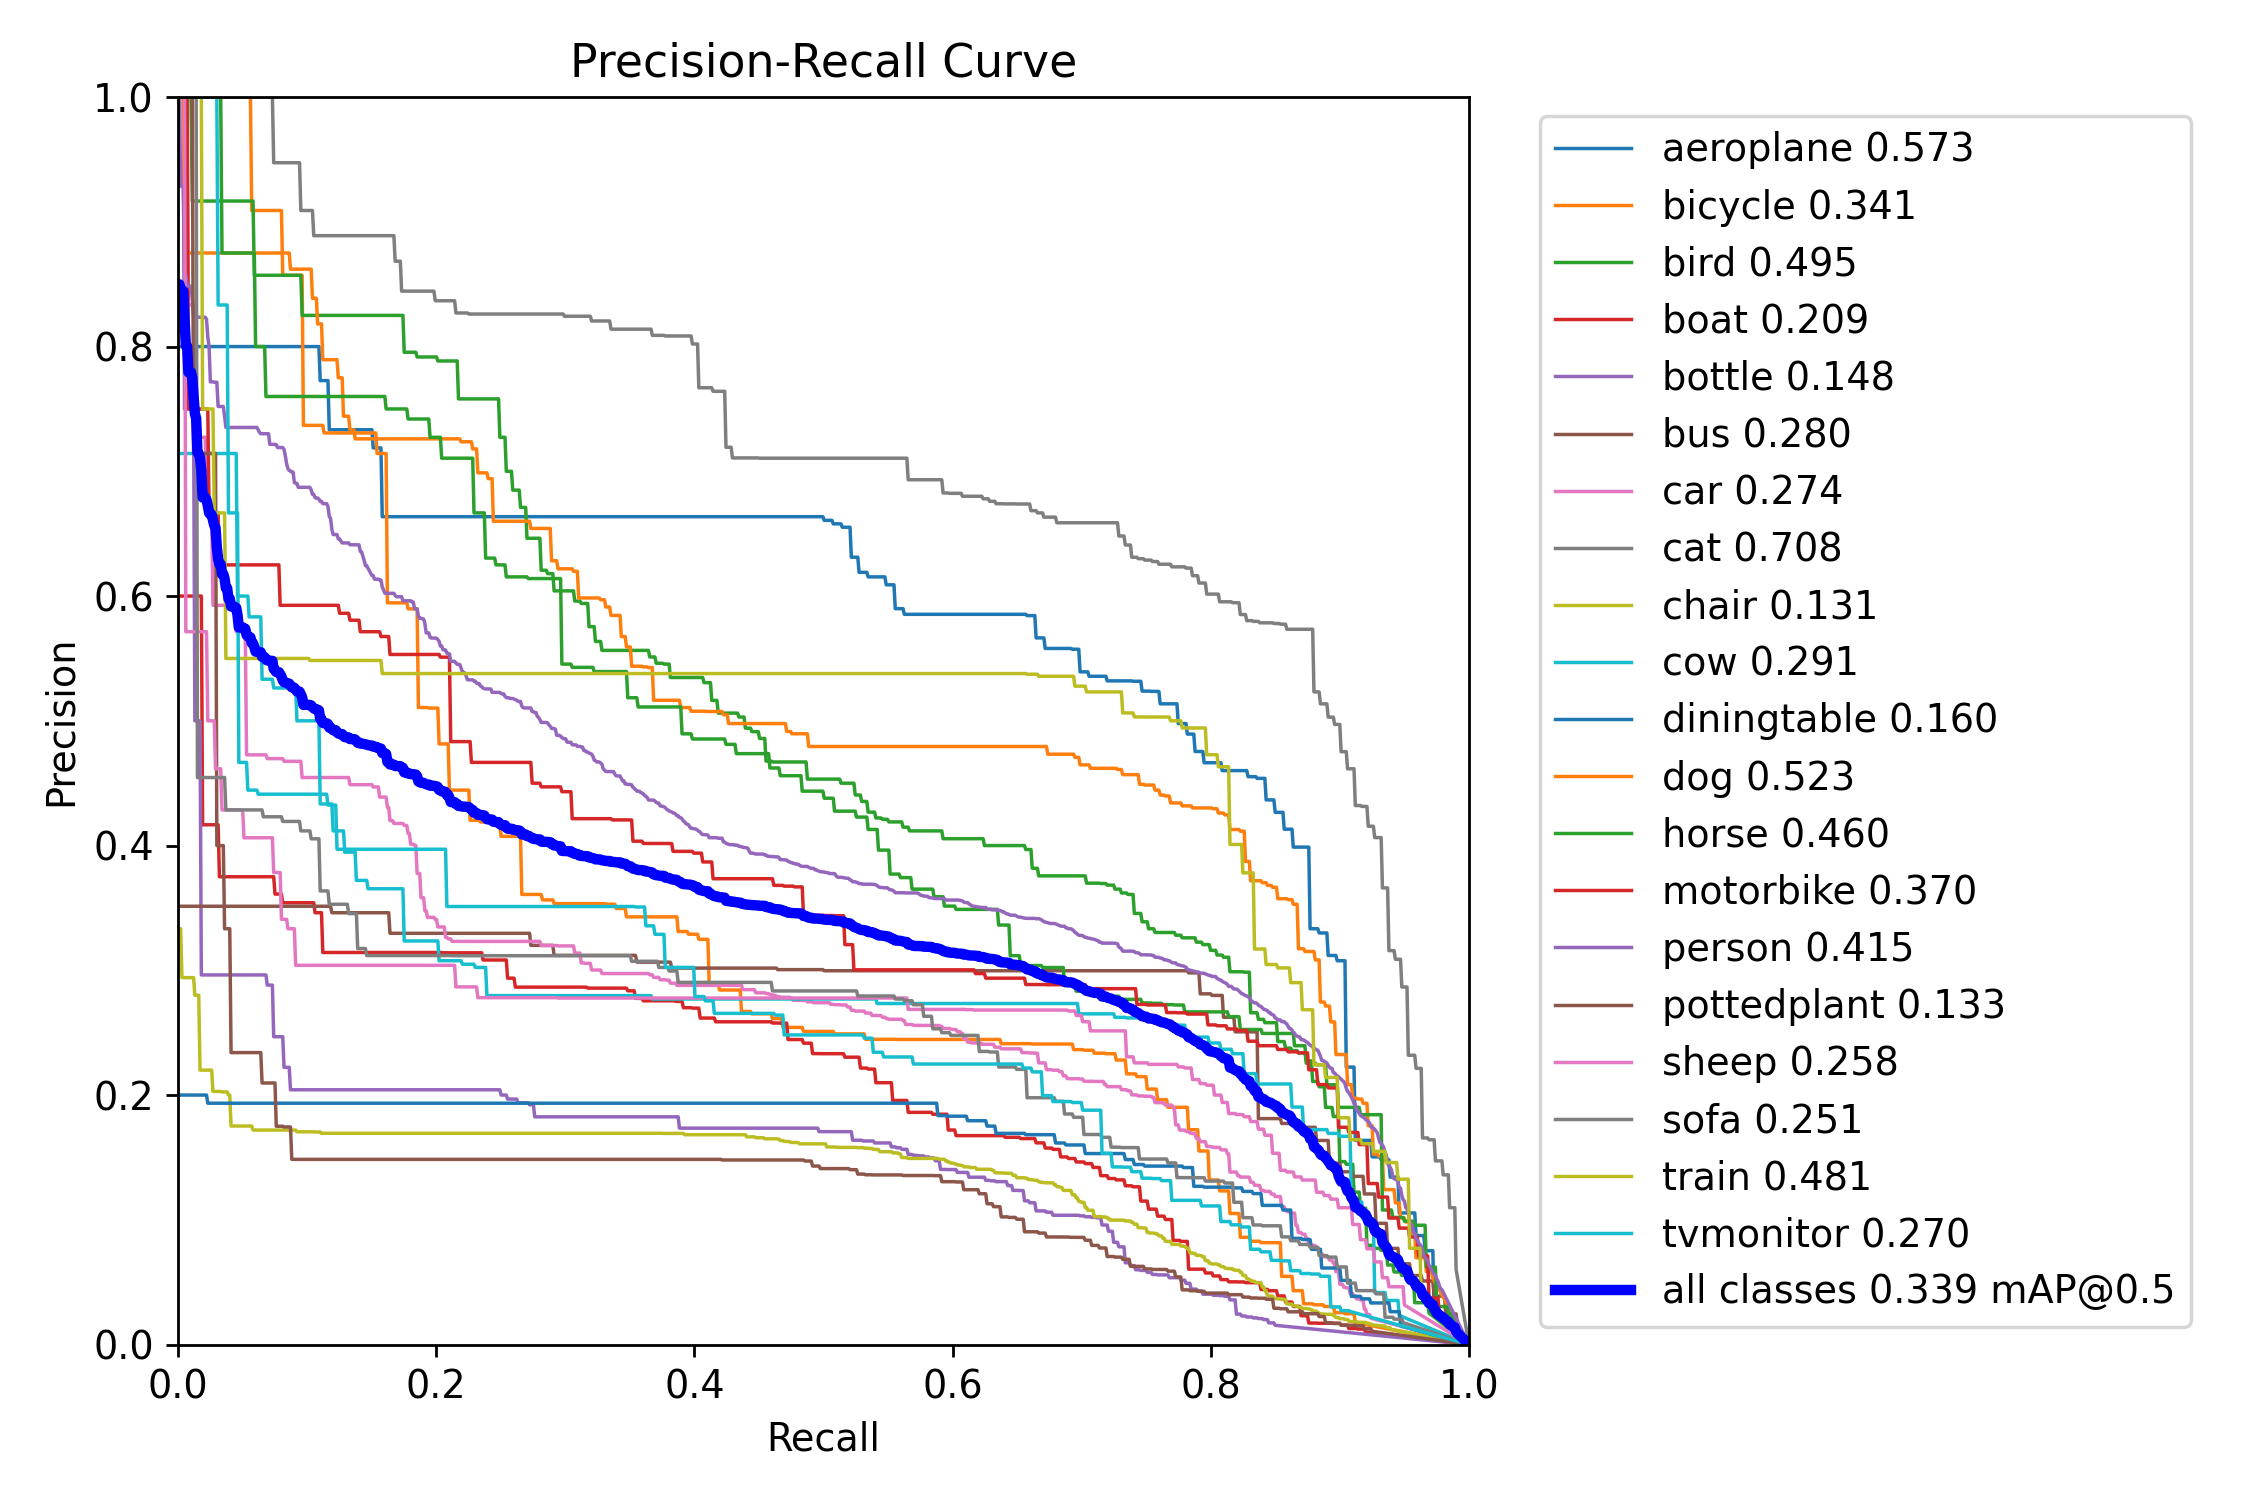 Precision-Recall Curve
1.0
0.8
0.6
0.4
0.2
0.0
Precision
0.0 0.2 0.4 0.6 0.8 1.0
Recall
aeroplane 0.573
bicycle 0.341
bird 0.495
boat 0.209
bottle 0.148
bus 0.280
car 0.274
cat 0.708
chair 0.131
cow 0.291
diningtable 0.160
dog 0.523
horse 0.460
motorbike 0.370
person 0.415
pottedplant 0.133
sheep 0.258
sofa 0.251
train 0.481
tvmonitor 0.270
all classes 0.339 mAP@0.5